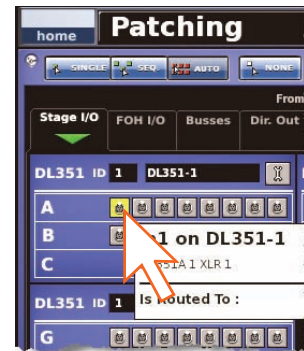 home Patching
SINGLE SEQ. AUTO NONE
From
Stage I/O FOH I/O Busses Dir. Out
DL351 ID 1 DL351-1
A
B 1 on DL351-1
C 51A 1 XLR 1
DL351 ID 1 Is Routed To :
G